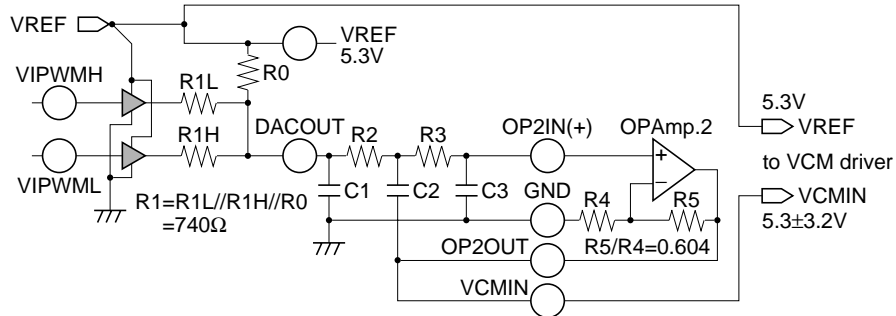 VREF
VREF
5.3V
R0
VIPWMH
R1L
5.3V
R1H
DACOUT
R2
R3
OP2IN(+)
OPAmp.2
VREF
+
to VCM driver
VIPWML
C1
C2
C3
GND
R4
−
R5
VCMIN
R1=R1L//R1H//R0
=740Ω
5.3±3.2V
OP2OUT
R5/R4=0.604
VCMIN